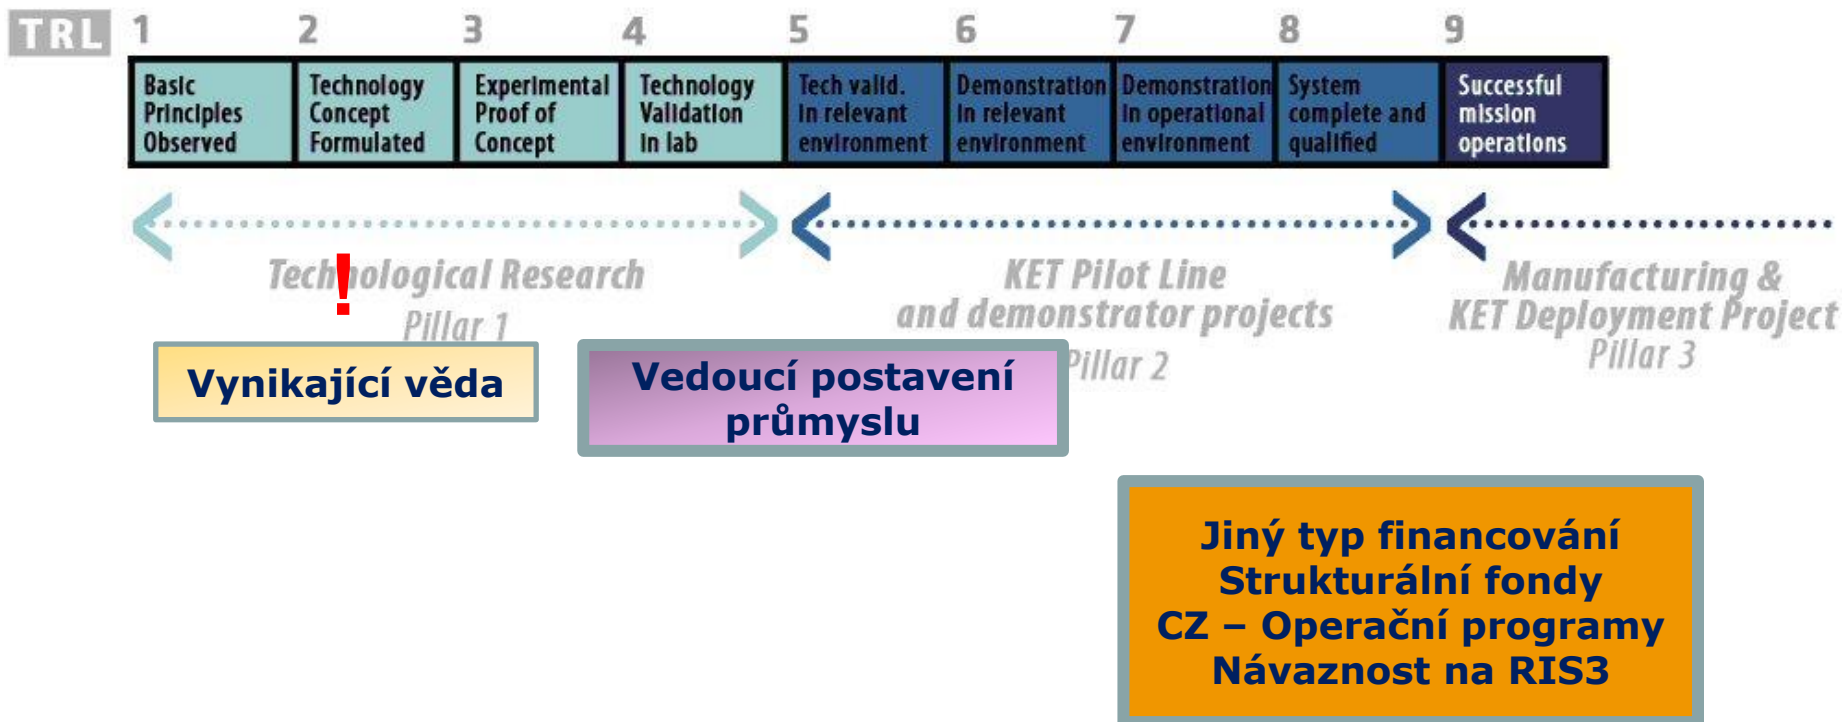 TRL 1 2 3 4 5 6 7 8 9
Basic
Principles
Observed
Technology
Concept
Formulated
Experimental
Proof of
Concept
Technology
Validation
in lab
Tech valid.
in relevant
environment
Demonstration
in relevant
environment
Demonstration
in operational
environment
System
complete and
qualified
Successful
mission
operations
!
Technological Research
Pillar 1
KET Pilot Line
and demonstrator projects
Pillar 2
Manufacturing &
KET Deployment Project
Pillar 3
Vynikající věda
Vedoucí postavení
průmyslu
Jiný typ financování
Strukturální fondy
CZ – Operační programy
Návaznost na RIS3